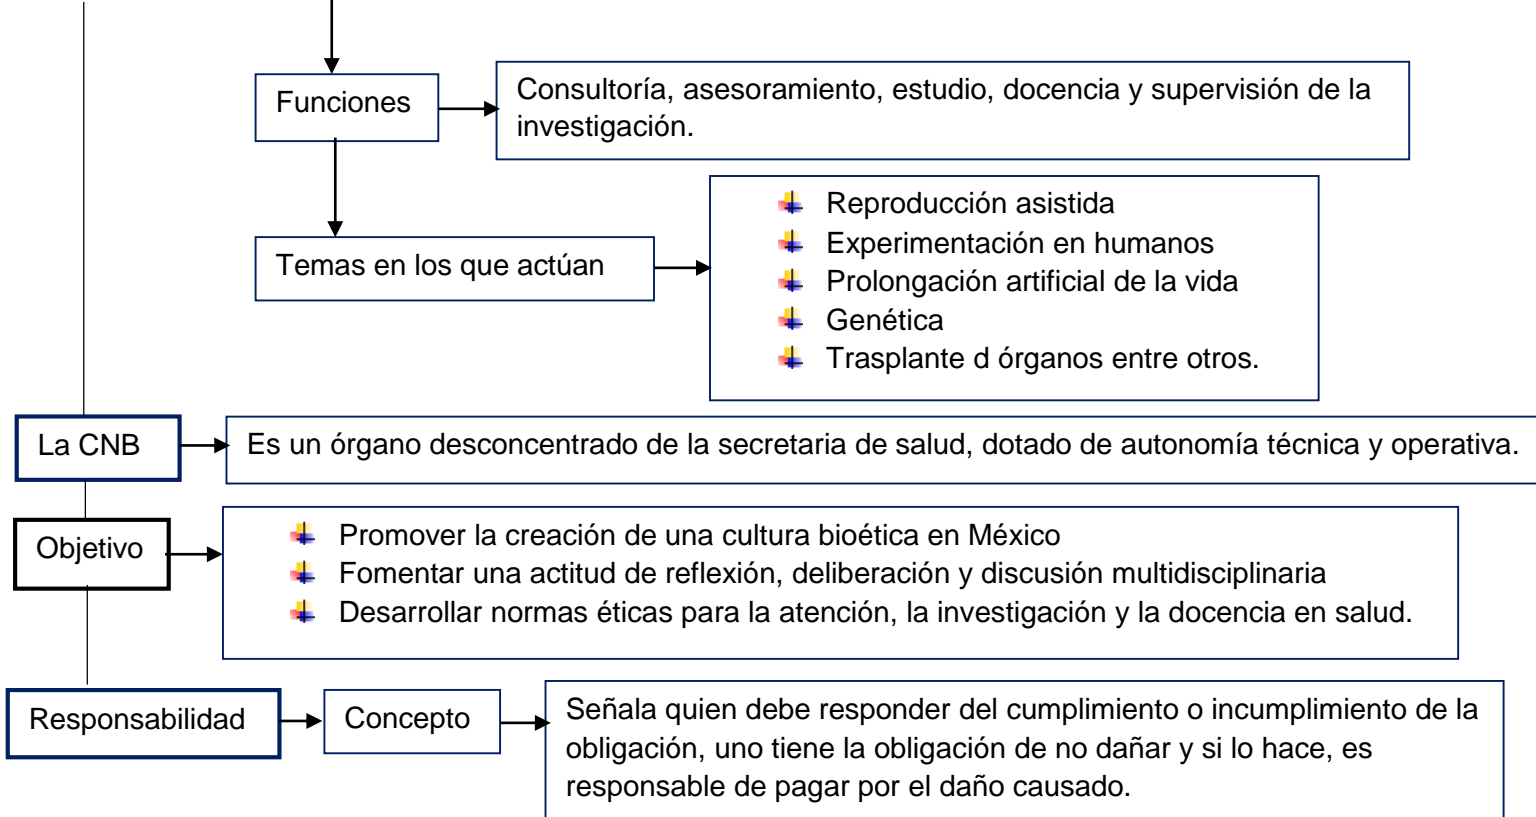 Funciones
Consultoría, asesoramiento, estudio, docencia y supervisión de la
investigación.
Temas en los que actúan
Reproducción asistida
Experimentación en humanos
Prolongación artificial de la vida
Genética
Trasplante d órganos entre otros.
La CNB
Es un órgano desconcentrado de la secretaria de salud, dotado de autonomía técnica y operativa.
Objetivo
Promover la creación de una cultura bioética en México
Fomentar una actitud de reflexión, deliberación y discusión multidisciplinaria
Desarrollar normas éticas para la atención, la investigación y la docencia en salud.
Responsabilidad
Concepto
Señala quien debe responder del cumplimiento o incumplimiento de la
obligación, uno tiene la obligación de no dañar y si lo hace, es
responsable de pagar por el daño causado.